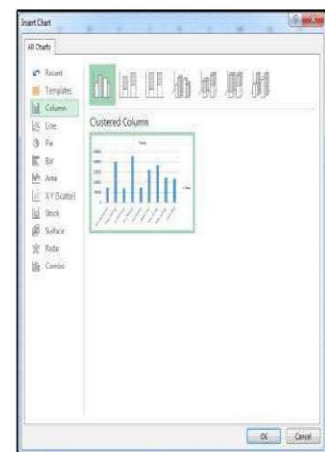 Insert Chart
All Charts
Recent
Templates
Column
Line
Pie
Bar
Area
X Y (Scatter)
Stock
Surface
Radar
Combo
Clustered Column
OK
Cancel